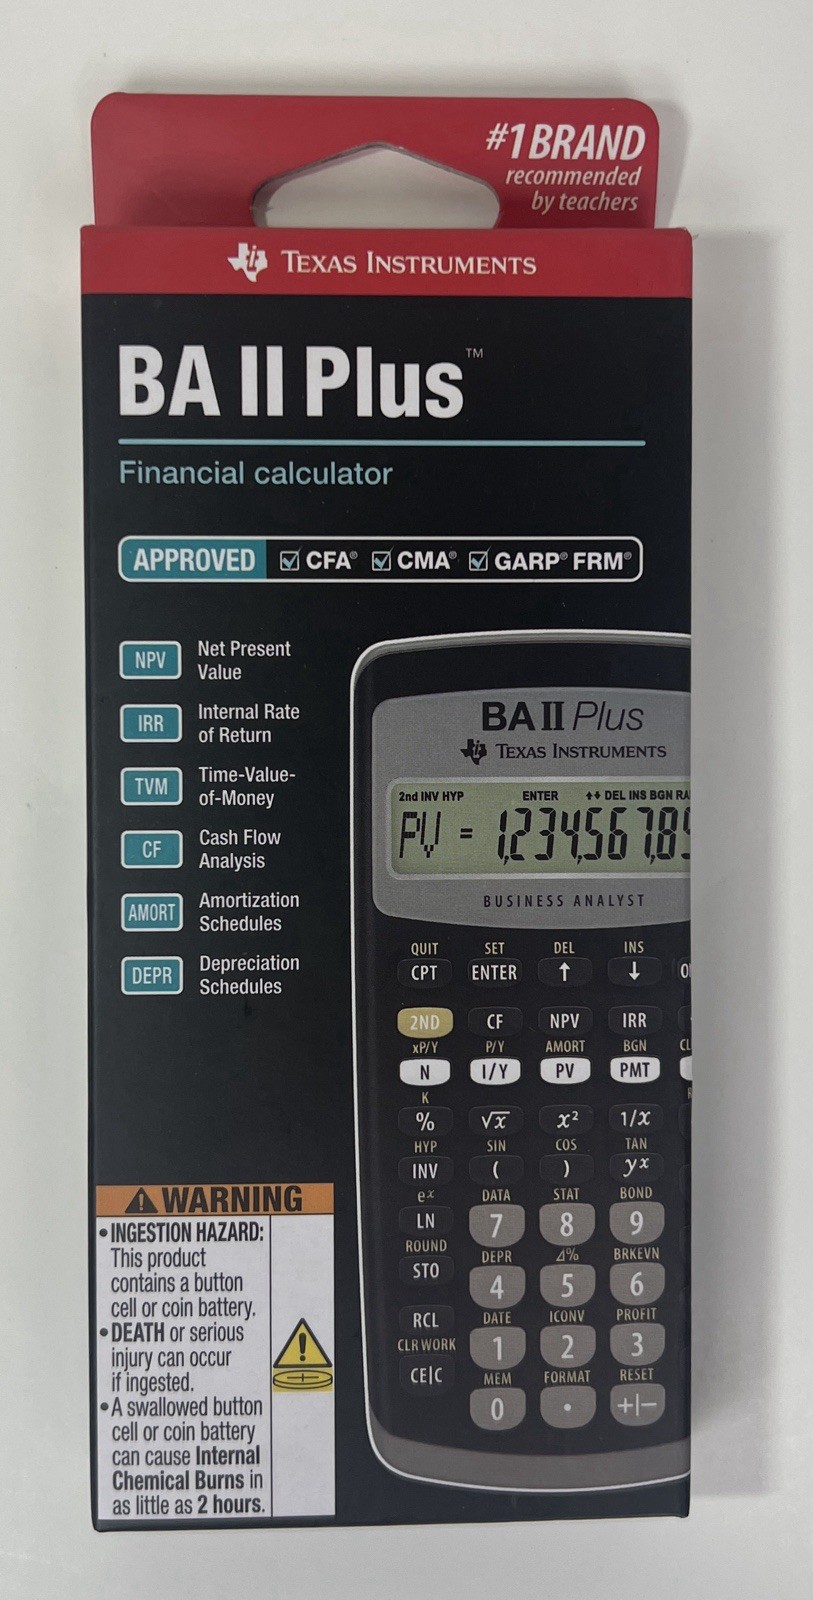 #1 BRAND
recommended
by teachers
TEXAS INSTRUMENTS
BA II Plus™
Financial calculator
APPROVED CFA® CMA® GARP® FRM®
NPV Net Present
Value
IRR Internal Rate
of Return
TVM Time-Value-
of-Money
CF Cash Flow
Analysis
AMORT Amortization
Schedules
DEPR Depreciation
Schedules
BA II Plus
TEXAS INSTRUMENTS
2nd INV HYP ENTER DEL INS BGN
PV = 1,234,567,89
BUSINESS ANALYST
QUIT SET DEL INS
CPT ENTER ↑ ↓
2ND CF NPV IRR
xP/Y P/Y AMORT BGN
N I/Y PV PMT
K
% √x x² 1/x
HYP SIN COS TAN
INV ( ) yx
ex DATA STAT BOND
LN 7 8 9
ROUND DEPR Δ% BRKEVN
STO 4 5 6
DATE ICONV PROFIT
RCL 1 2 3
CLR WORK MEM FORMAT RESET
CE|C 0 . +|−
⚠ WARNING
• INGESTION HAZARD:
This product
contains a button
cell or coin battery.
• DEATH or serious
injury can occur
if ingested.
• A swallowed button
cell or coin battery
can cause Internal
Chemical Burns in
as little as 2 hours.